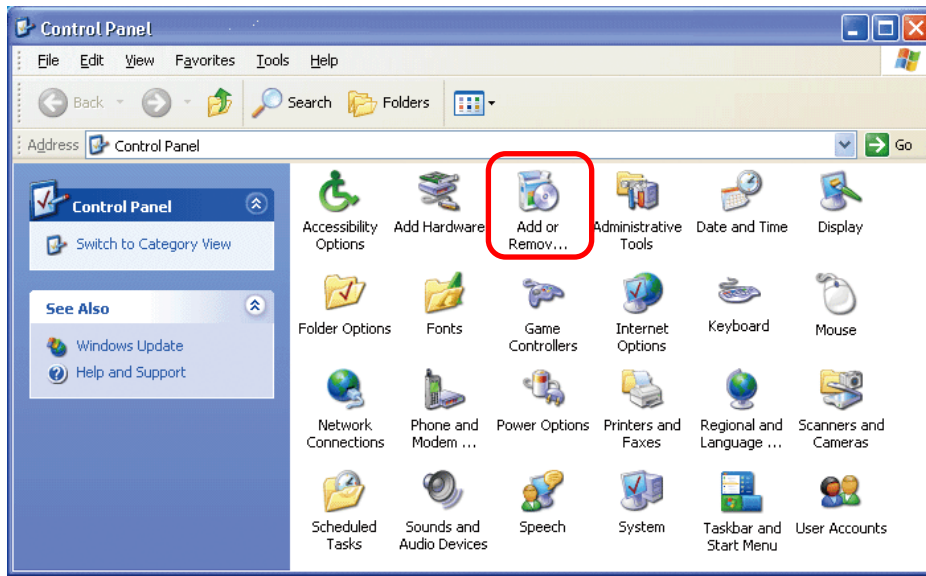 Control Panel
File Edit View Favorites Tools Help
Back Search Folders
Address Control Panel Go
Control Panel
Switch to Category View
See Also
Windows Update
Help and Support
Accessibility
Options
Add Hardware
Add or
Remov...
Administrative
Tools
Date and Time
Display
Folder Options
Fonts
Game
Controllers
Internet
Options
Keyboard
Mouse
Network
Connections
Phone and
Modem ...
Power Options
Printers and
Faxes
Regional and
Language ...
Scanners and
Cameras
Scheduled
Tasks
Sounds and
Audio Devices
Speech
System
Taskbar and
Start Menu
User Accounts